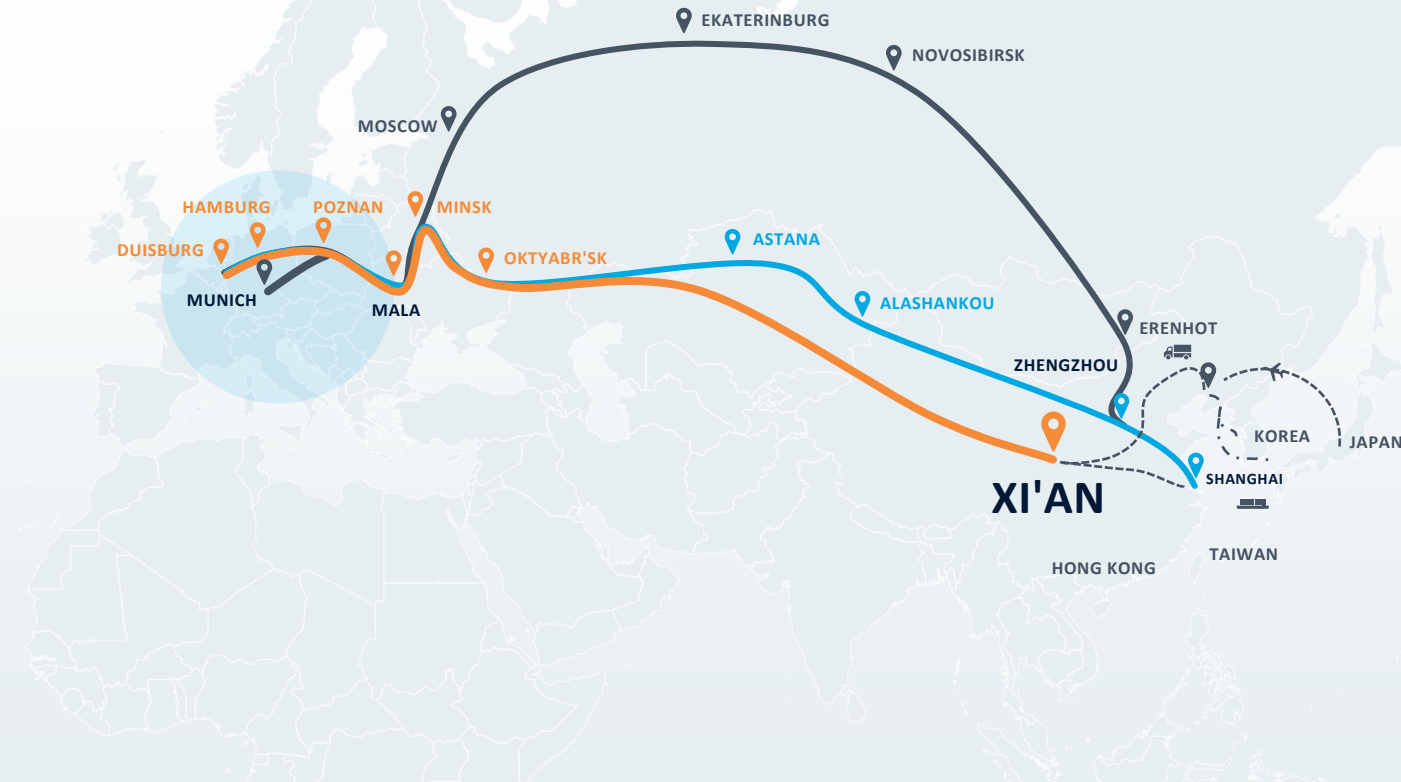 EKATERINBURG
NOVOSIBIRSK
MOSCOW
HAMBURG
POZNAN
MINSK
DUISBURG
ASTANA
OKTYABR'SK
MUNICH
MALA
ALASHANKOU
ERENHOT
ZHENGZHOU
KOREA
JAPAN
SHANGHAI
XI'AN
TAIWAN
HONG KONG